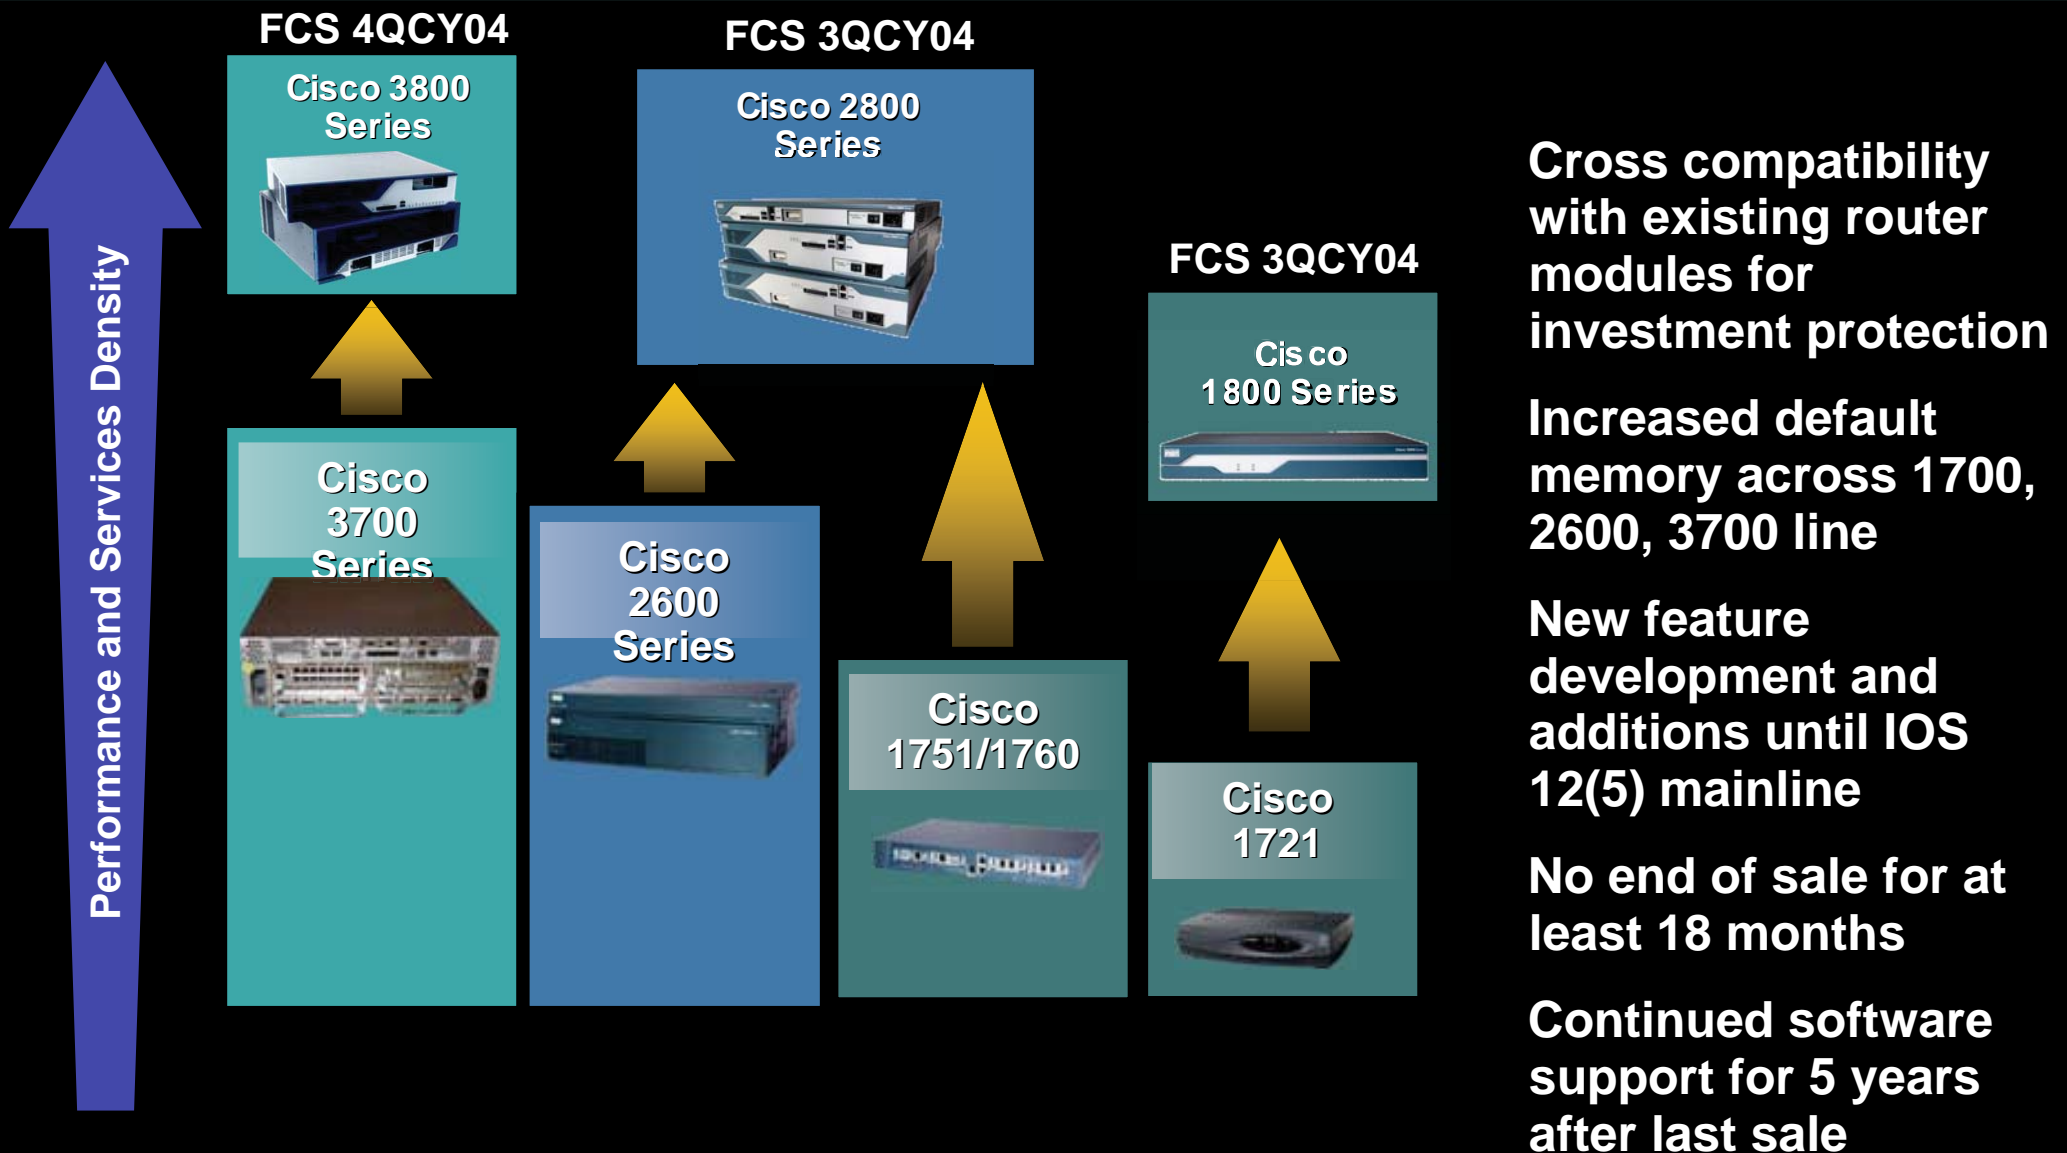 FCS 4QCY04
Cisco 3800
Series
FCS 3QCY04
Cisco 2800
Series
FCS 3QCY04
Cisco
1800 Series
Cisco
3700
Series
Cisco
2600
Series
Cisco
1751/1760
Cisco
1721
Performance and Services Density
Cross compatibility
with existing router
modules for
investment protection
Increased default
memory across 1700,
2600, 3700 line
New feature
development and
additions until IOS
12(5) mainline
No end of sale for at
least 18 months
Continued software
support for 5 years
after last sale